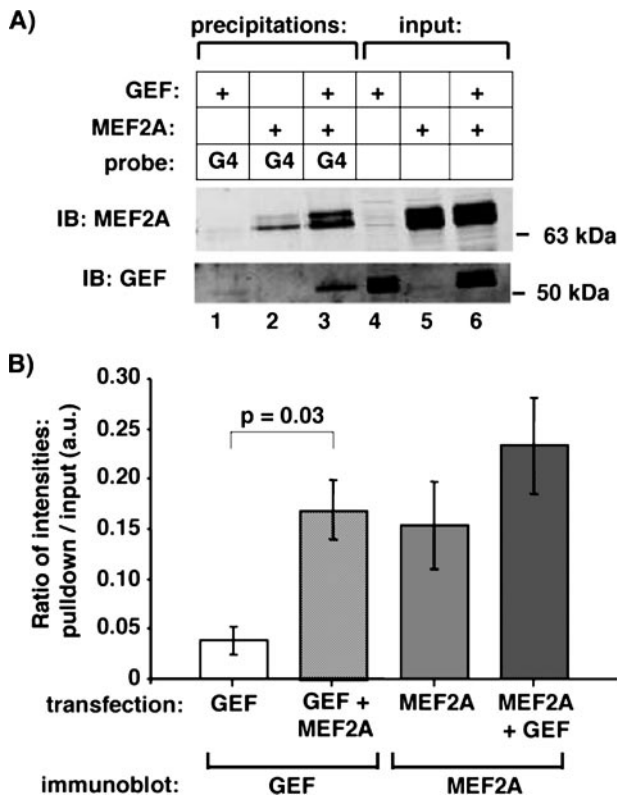 A)
precipitations: input:
GEF: + + + +
MEF2A: + + + +
probe: G4 G4 G4
IB: MEF2A
63 kDa
IB: GEF
50 kDa
1 2 3 4 5 6
B)
Ratio of intensities:
pulldown / input (a.u.)
0.30
0.25
0.20
0.15
0.10
0.05
0
p = 0.03
transfection: GEF GEF + MEF2A MEF2A
MEF2A + GEF
immunoblot: GEF MEF2A